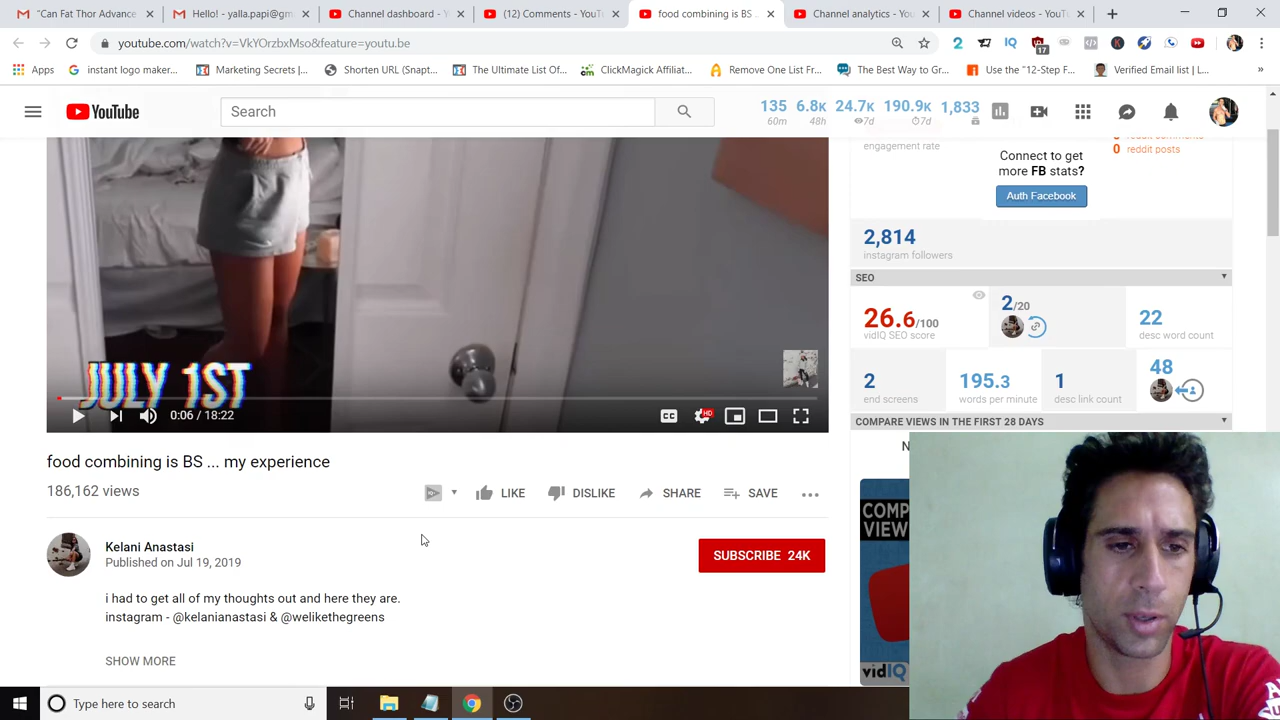 "Can Fat Thor Advance
Hello! - yalla.papi@gm
Channel dashboard - Y
(12) Comments - YouT
food combining is BS ..
Channel analytics - You
Channel videos - YouTu
youtube.com/watch?v=VkYOrzbrMso&feature=youtu.be
17
Apps
instant logo maker...
Marketing Secrets |...
Shorten URL(Snapt...
The Ultimate List Of...
ClickMagick Affiliat...
Remove One List Fr...
The Best Way to Gr...
Use the "12-Step F...
Verified Email list | L...
YouTube
Search
135 6.8K 24.7K 190.9K 1,833
60m 48h 7d 7d
engagement rate
reddit comments
0 reddit posts
Connect to get
more FB stats?
Auth Facebook
2,814
instagram followers
SEO
26.6/100
vidIQ SEO score
2/20
22
desc word count
2
end screens
195.3
words per minute
1
desc link count
48
COMPARE VIEWS IN THE FIRST 28 DAYS
JULY 1ST
0:06 / 18:22
CC
HD
food combining is BS ... my experience
186,162 views
LIKE
DISLIKE
SHARE
SAVE
Kelani Anastasi
Published on Jul 19, 2019
SUBSCRIBE 24K
i had to get all of my thoughts out and here they are.
instagram - @kelanianastasi & @welikethegreens
SHOW MORE
vidIQ
Type here to search